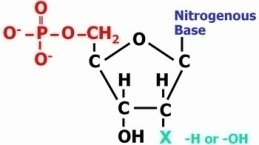 Nitrogenous
Base
O
O⁻ P O CH₂
O⁻
O
C C
H H
C C
OH X -H or -OH